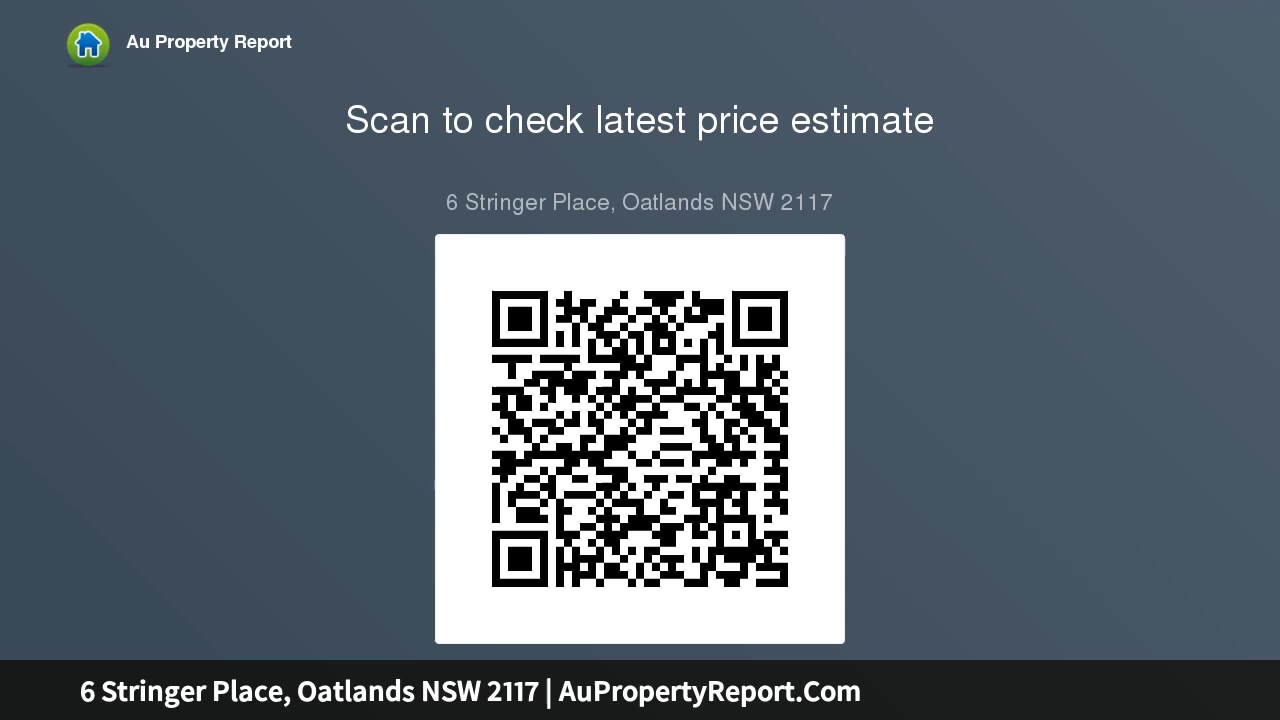 Au Property Report
Scan to check latest price estimate
6 Stringer Place, Oatlands NSW 2117
6 Stringer Place, Oatlands NSW 2117 | AuPropertyReport.Com